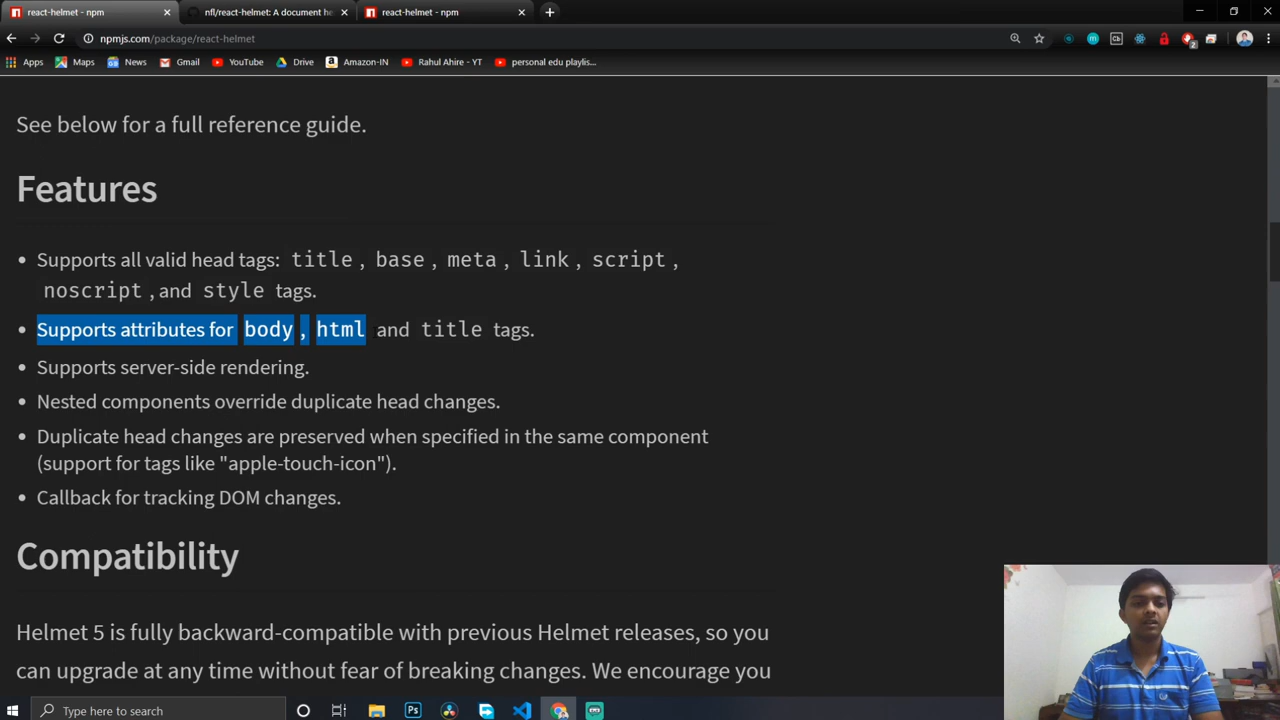 react-helmet - npm
nfl/react-helmet: A document he
react-helmet - npm
npmjs.com/package/react-helmet
Apps
Maps
News
Gmail
YouTube
Drive
Amazon-IN
Rahul Ahire - YT
personal edu playlis...
See below for a full reference guide.
Features
• Supports all valid head tags: title, base, meta, link, script,
noscript, and style tags.
• Supports attributes for body, html and title tags.
• Supports server-side rendering.
• Nested components override duplicate head changes.
• Duplicate head changes are preserved when specified in the same component
(support for tags like "apple-touch-icon").
• Callback for tracking DOM changes.
Compatibility
Helmet 5 is fully backward-compatible with previous Helmet releases, so you
can upgrade at any time without fear of breaking changes. We encourage you
Type here to search
Ps